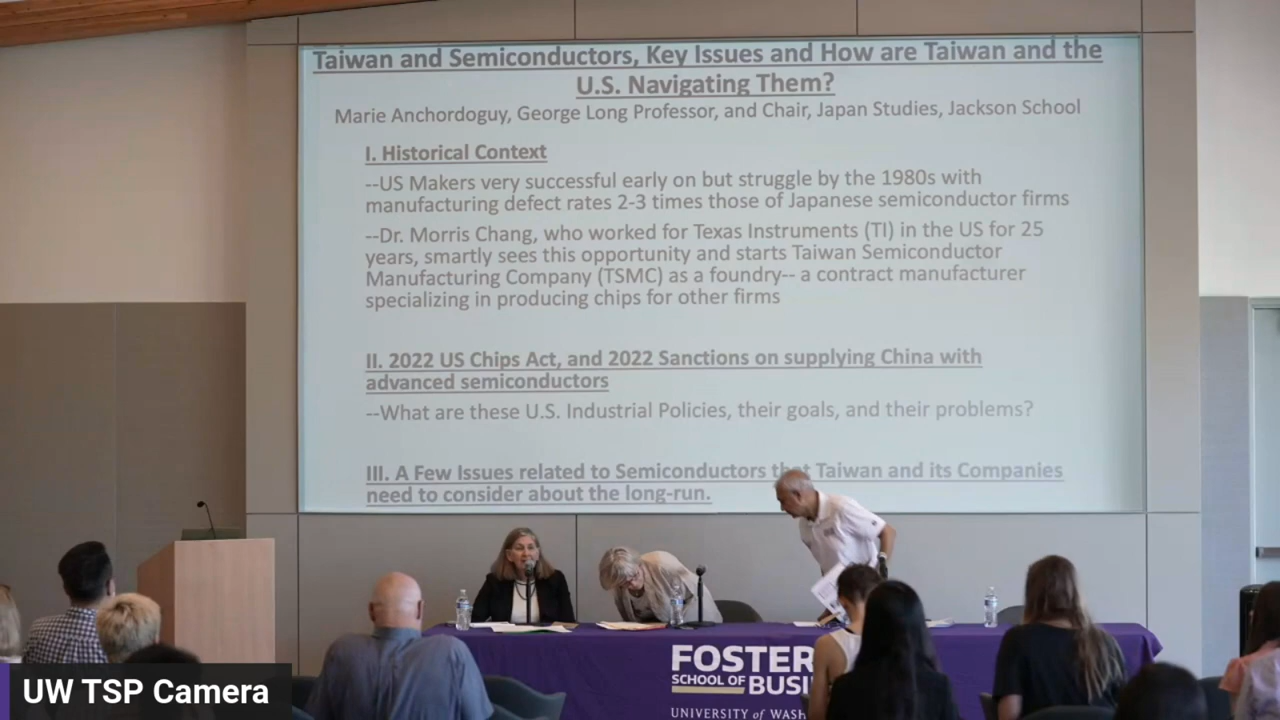 Taiwan and Semiconductors, Key Issues and How are Taiwan and the
U.S. Navigating Them?
Marie Anchordoguy, George Long Professor, and Chair, Japan Studies, Jackson School
I. Historical Context
--US Makers very successful early on but struggle by the 1980s with
manufacturing defect rates 2-3 times those of Japanese semiconductor firms
--Dr. Morris Chang, who worked for Texas Instruments (TI) in the US for 25
years, smartly sees this opportunity and starts Taiwan Semiconductor
Manufacturing Company (TSMC) as a foundry-- a contract manufacturer
specializing in producing chips for other firms
II. 2022 US Chips Act, and 2022 Sanctions on supplying China with
advanced semiconductors
--What are these U.S. Industrial Policies, their goals, and their problems?
III. A Few Issues related to Semiconductors that Taiwan and its Companies
need to consider about the long-run.
FOSTER
SCHOOL OF BUSI
UNIVERSITY of WASH
UW TSP Camera